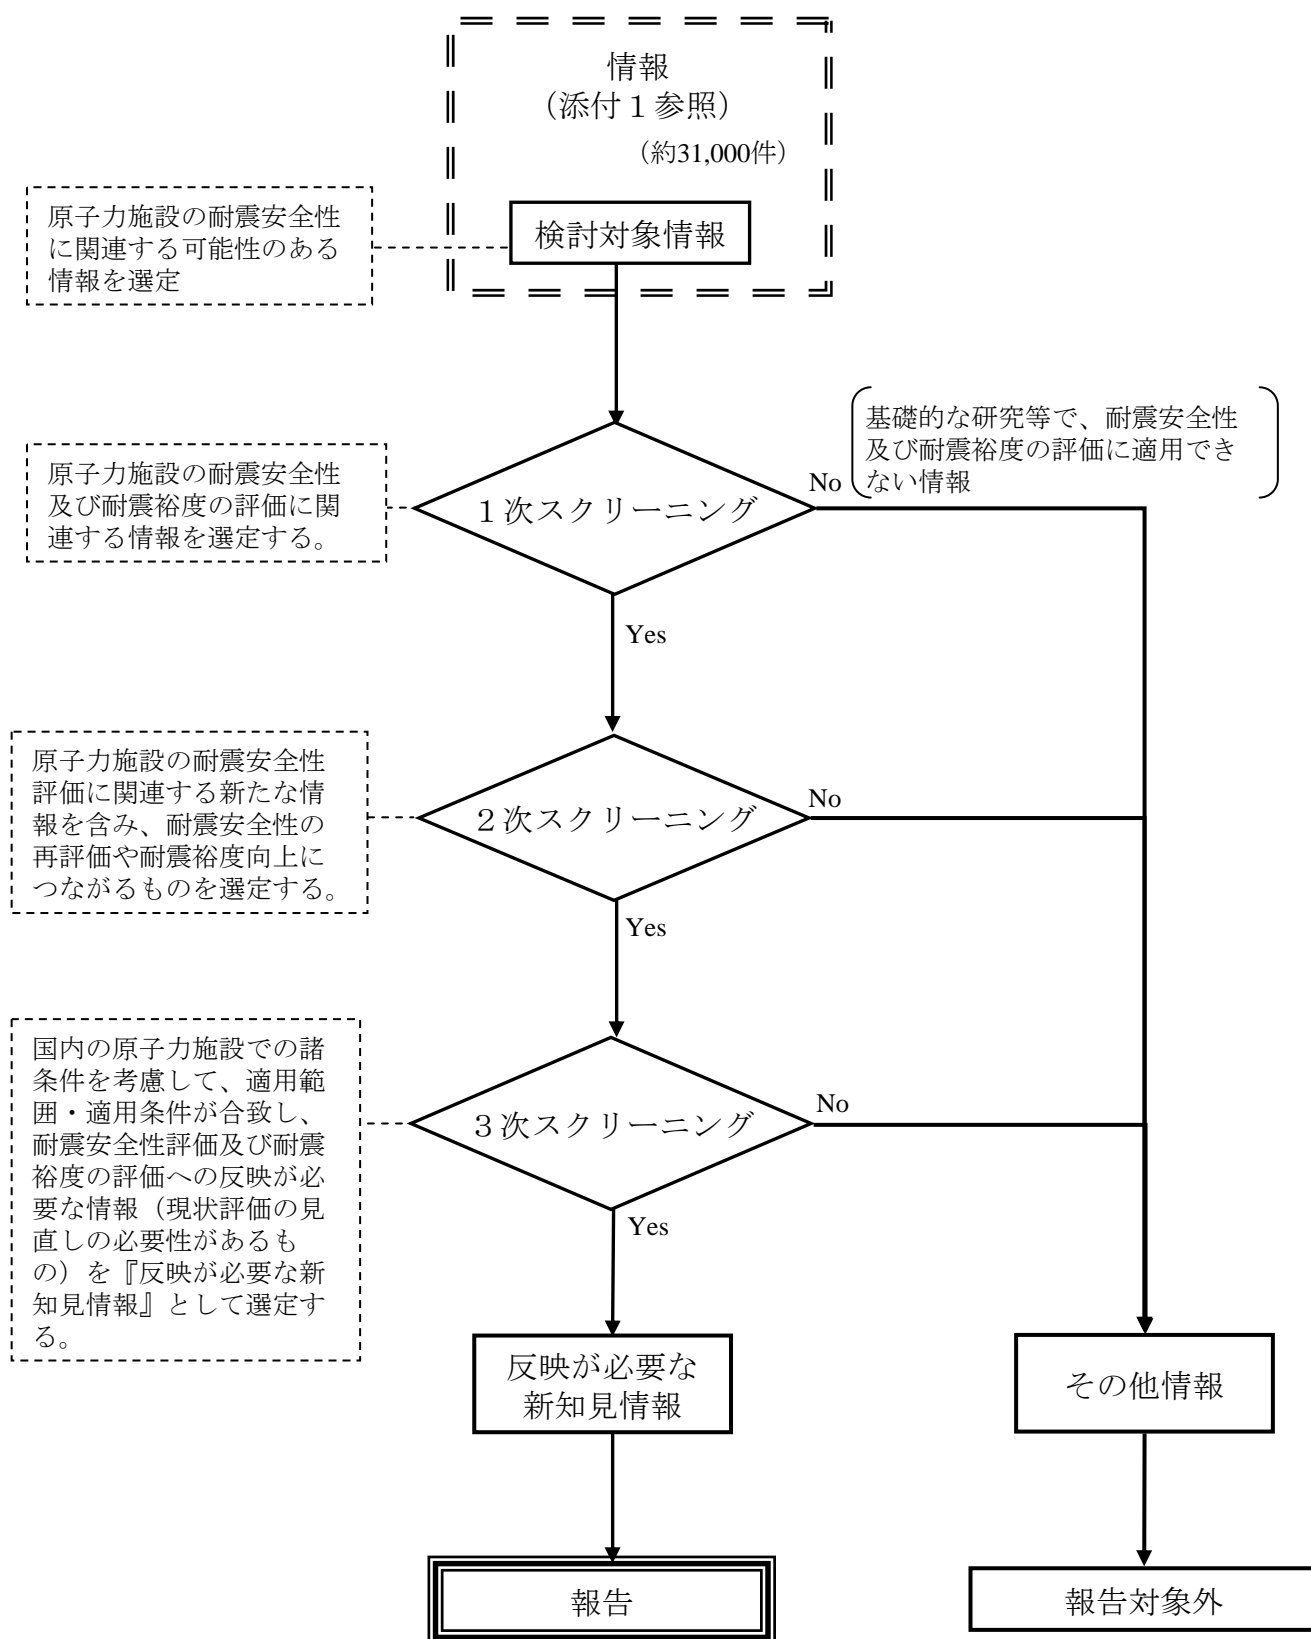 情報
（添付１参照）
（約31,000件）
原子力施設の耐震安全性
に関連する可能性のある
情報を選定
検討対象情報
基礎的な研究等で、耐震安全性
及び耐震裕度の評価に適用でき
ない情報
原子力施設の耐震安全性
及び耐震裕度の評価に関
連する情報を選定する。
１次スクリーニング
No
Yes
原子力施設の耐震安全性
評価に関連する新たな情
報を含み、耐震安全性の
再評価や耐震裕度向上に
つながるものを選定する。
２次スクリーニング
No
Yes
国内の原子力施設での諸
条件を考慮して、適用範
囲・適用条件が合致し、
耐震安全性評価及び耐震
裕度の評価への反映が必
要な情報（現状評価の見
直しの必要性があるも
の）を『反映が必要な新
知見情報』として選定す
る。
３次スクリーニング
No
Yes
反映が必要な
新知見情報
その他情報
報告
報告対象外